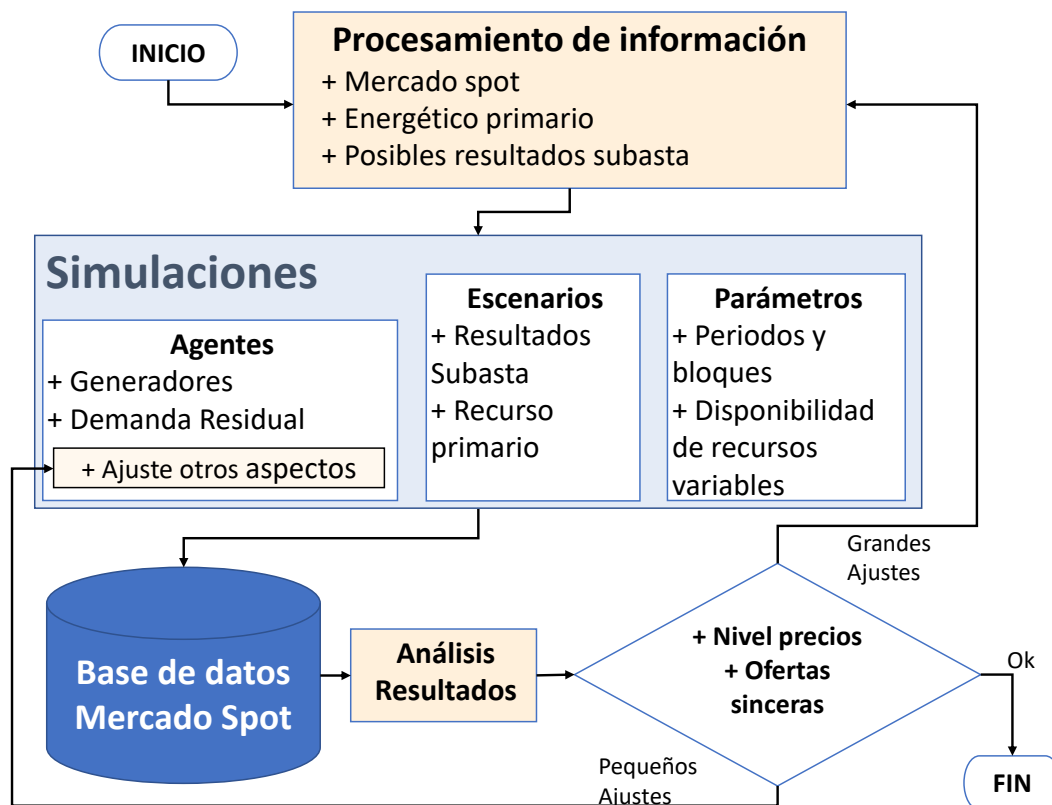 INICIO
Procesamiento de información
+ Mercado spot
+ Energético primario
+ Posibles resultados subasta
Simulaciones
Agentes
+ Generadores
+ Demanda Residual
+ Ajuste otros aspectos
Escenarios
+ Resultados
Subasta
+ Recurso
primario
Parámetros
+ Periodos y
bloques
+ Disponibilidad
de recursos
variables
Base de datos
Mercado Spot
Análisis
Resultados
+ Nivel precios
+ Ofertas
sinceras
Grandes
Ajustes
Ok
Pequeños
Ajustes
FIN